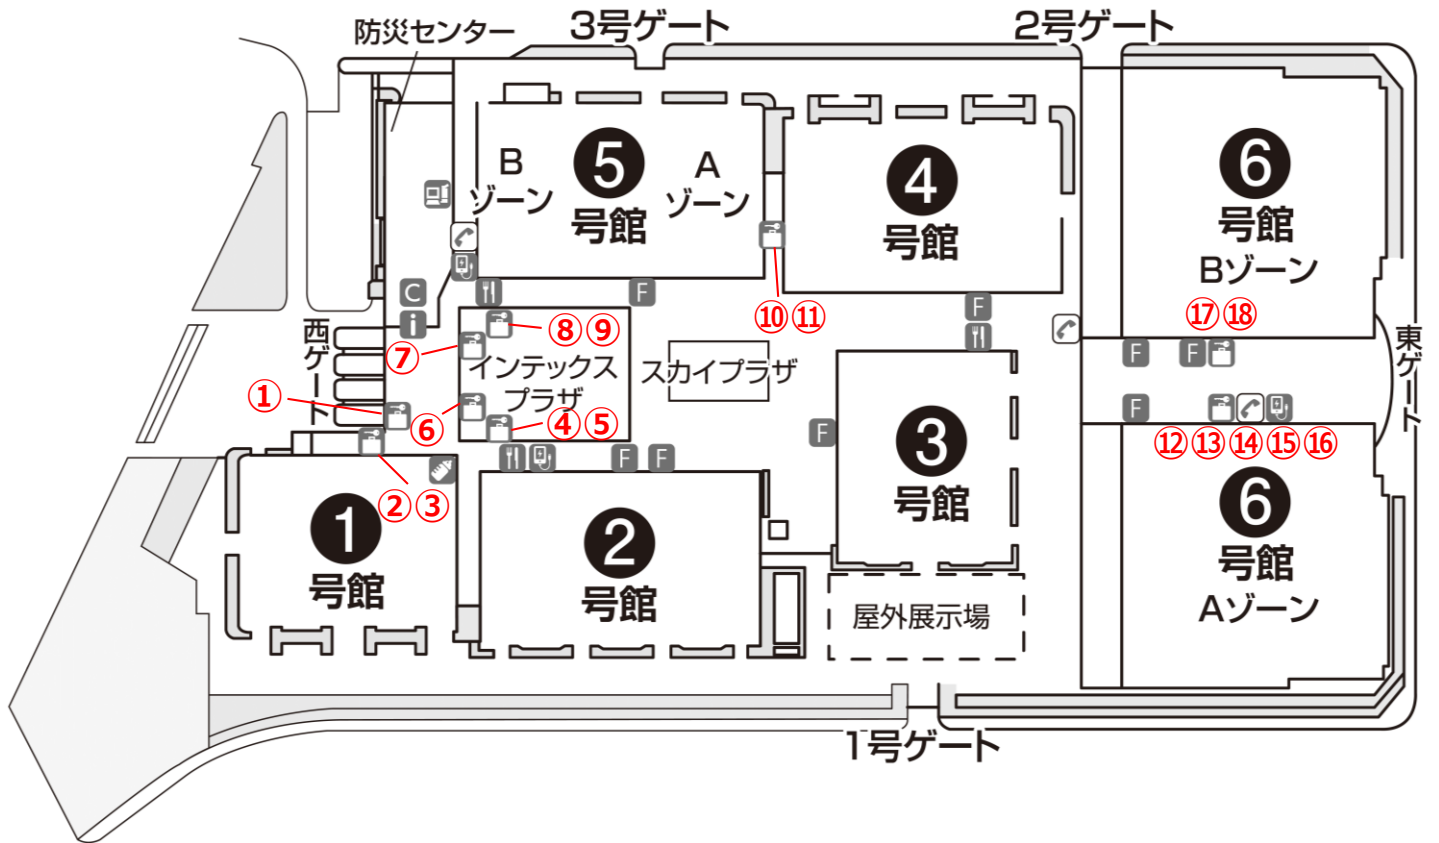 防災センター
3号ゲート
2号ゲート
B
ゾーン
5
号館
A
ゾーン
4
号館
6
号館
Bゾーン
F
C
i
⑩⑪
F
⑰⑱
西ゲート
⑦
⑧⑨
インテックス
プラザ
スカイプラザ
F
F
東ゲート
①
⑥
④⑤
F
F
F
F
②③
⑫⑬⑭⑮⑯
1
号館
2
号館
3
号館
6
号館
Aゾーン
屋外展示場
1号ゲート